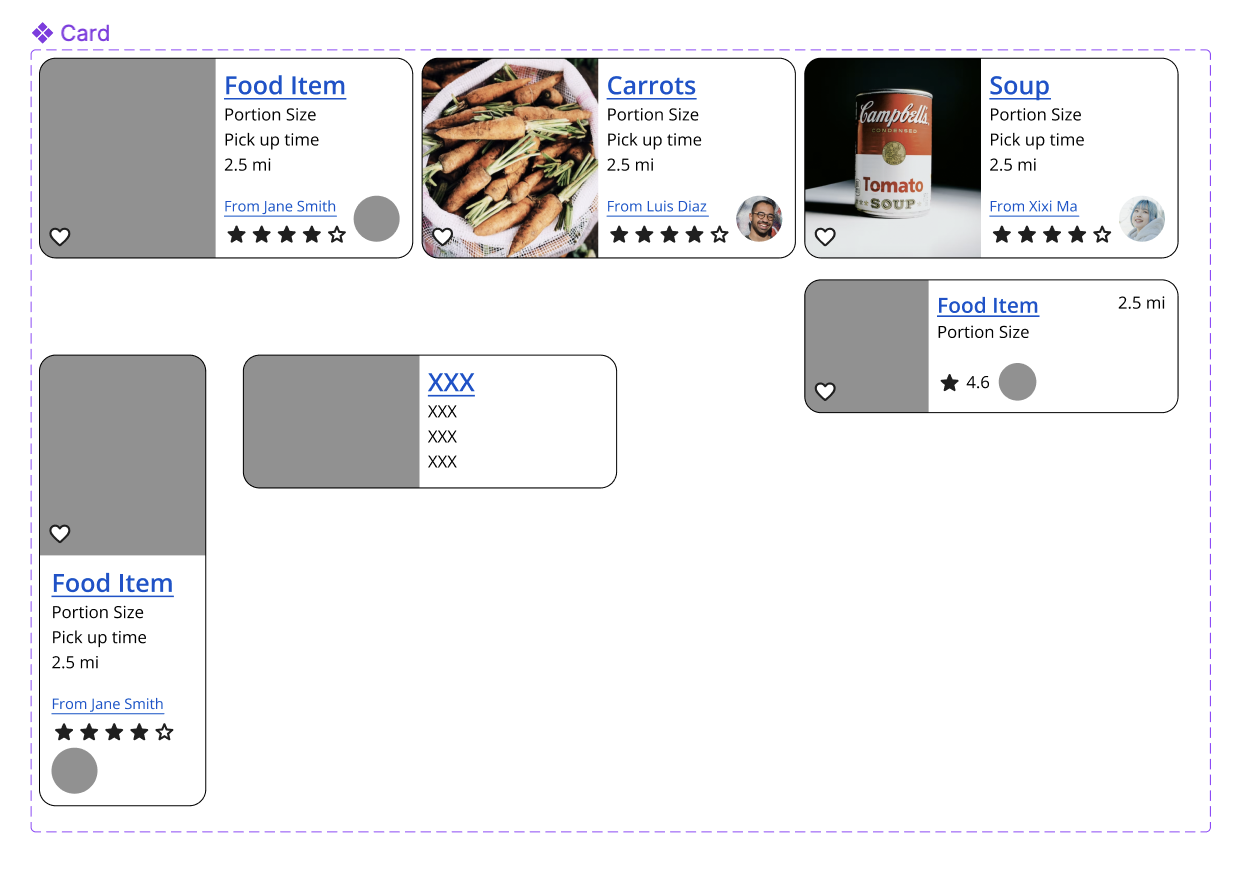 Card
Food Item
Portion Size
Pick up time
2.5 mi
From Jane Smith
Carrots
Portion Size
Pick up time
2.5 mi
From Luis Diaz
Campbell's
CONDENSED
Tomato
SOUP
Soup
Portion Size
Pick up time
2.5 mi
From Xixi Ma
Food Item
2.5 mi
Portion Size
4.6
XXX
XXX
XXX
XXX
Food Item
Portion Size
Pick up time
2.5 mi
From Jane Smith